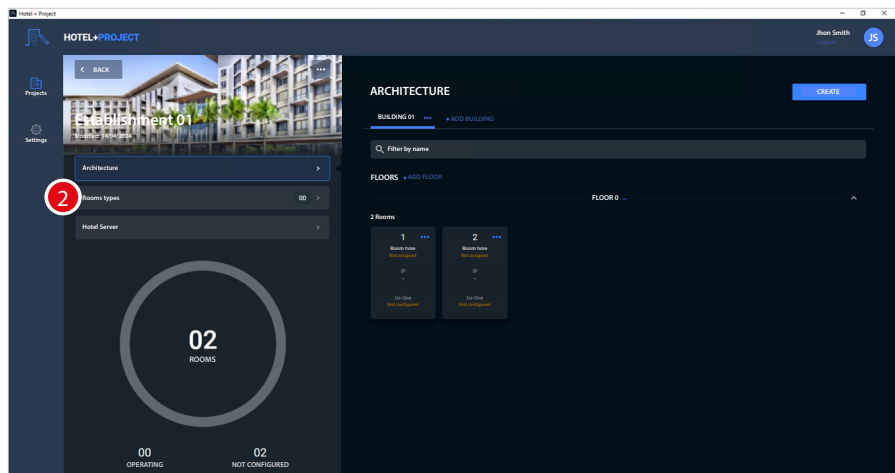 Hotel + Project
HOTEL+PROJECT
Jhon Smith
Logout
JS
Projects
Settings
BACK
Establishment 01
Modified: 14/04/2024
Architecture
2
Rooms types 00
Hotel Server
02
ROOMS
00
OPERATING
02
NOT CONFIGURED
ARCHITECTURE
CREATE
BUILDING 01 ••• + ADD BUILDING
Filter by name
FLOORS + ADD FLOOR
FLOOR 0 ...
2 Rooms
1 •••
Room type
Not assigned
IP
-
Ux-One
Not configured
2 •••
Room type
Not assigned
IP
-
Ux-One
Not configured